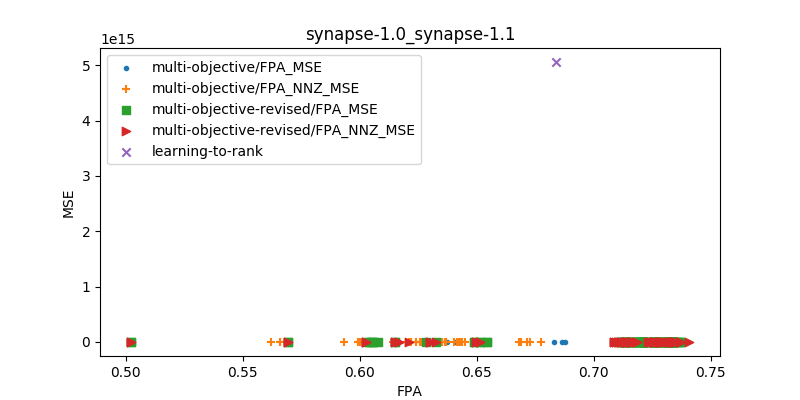 synapse-1.0_synapse-1.1
1e15
5
4
3
2
1
0
MSE
multi-objective/FPA_MSE
multi-objective/FPA_NNZ_MSE
multi-objective-revised/FPA_MSE
multi-objective-revised/FPA_NNZ_MSE
learning-to-rank
0.50 0.55 0.60 0.65 0.70 0.75
FPA